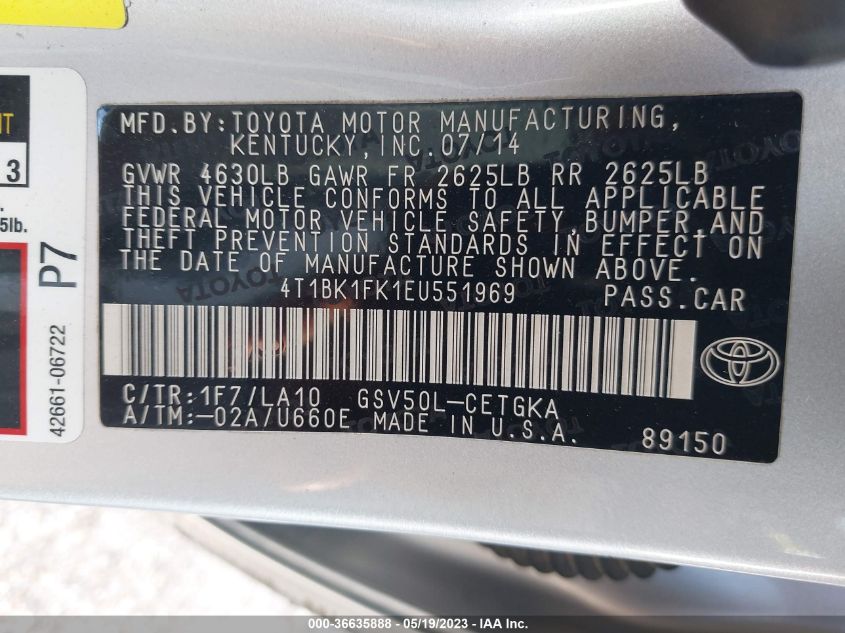 NT
3
.
5lb.
P7
42661-06722
MFD.BY:TOYOTA MOTOR MANUFACTURING,
KENTUCKY,INC.07/14
GVWR 4630LB GAWR FR 2625LB RR 2625LB
THIS VEHICLE CONFORMS TO ALL APPLICABLE
FEDERAL MOTOR VEHICLE SAFETY,BUMPER,AND
THEFT PREVENTION STANDARDS IN EFFECT ON
THE DATE OF MANUFACTURE SHOWN ABOVE.
4T1BK1FK1EU551969 PASS.CAR
C/TR:1F7/LA10 GSV50L-CETGKA
A/TM:-02A/U660E MADE IN U.S.A. 89150
000-36635888 - 05/19/2023 - IAA Inc.